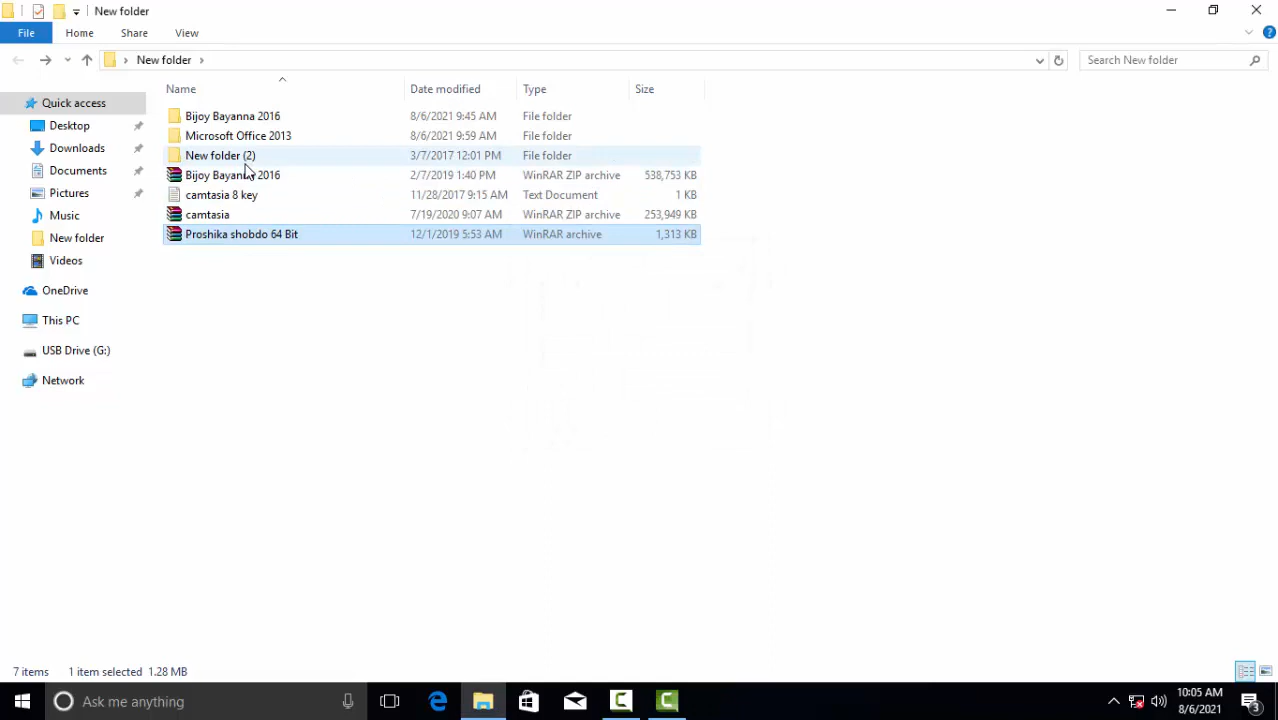 New folder
File Home Share View
New folder
Search New folder
Name Date modified Type Size
Quick access
Desktop
Downloads
Documents
Pictures
Music
New folder
Videos
OneDrive
This PC
USB Drive (G:)
Network
Bijoy Bayanna 2016 8/6/2021 9:45 AM File folder
Microsoft Office 2013 8/6/2021 9:59 AM File folder
New folder (2) 3/7/2017 12:01 PM File folder
Bijoy Bayanna 2016 2/7/2019 1:40 PM WinRAR ZIP archive 538,753 KB
camtasia 8 key 11/28/2017 9:15 AM Text Document 1 KB
camtasia 7/19/2020 9:07 AM WinRAR ZIP archive 253,949 KB
Proshika shobdo 64 Bit 12/1/2019 5:53 AM WinRAR archive 1,313 KB
7 items 1 item selected 1.28 MB
Ask me anything
10:05 AM
8/6/2021
3